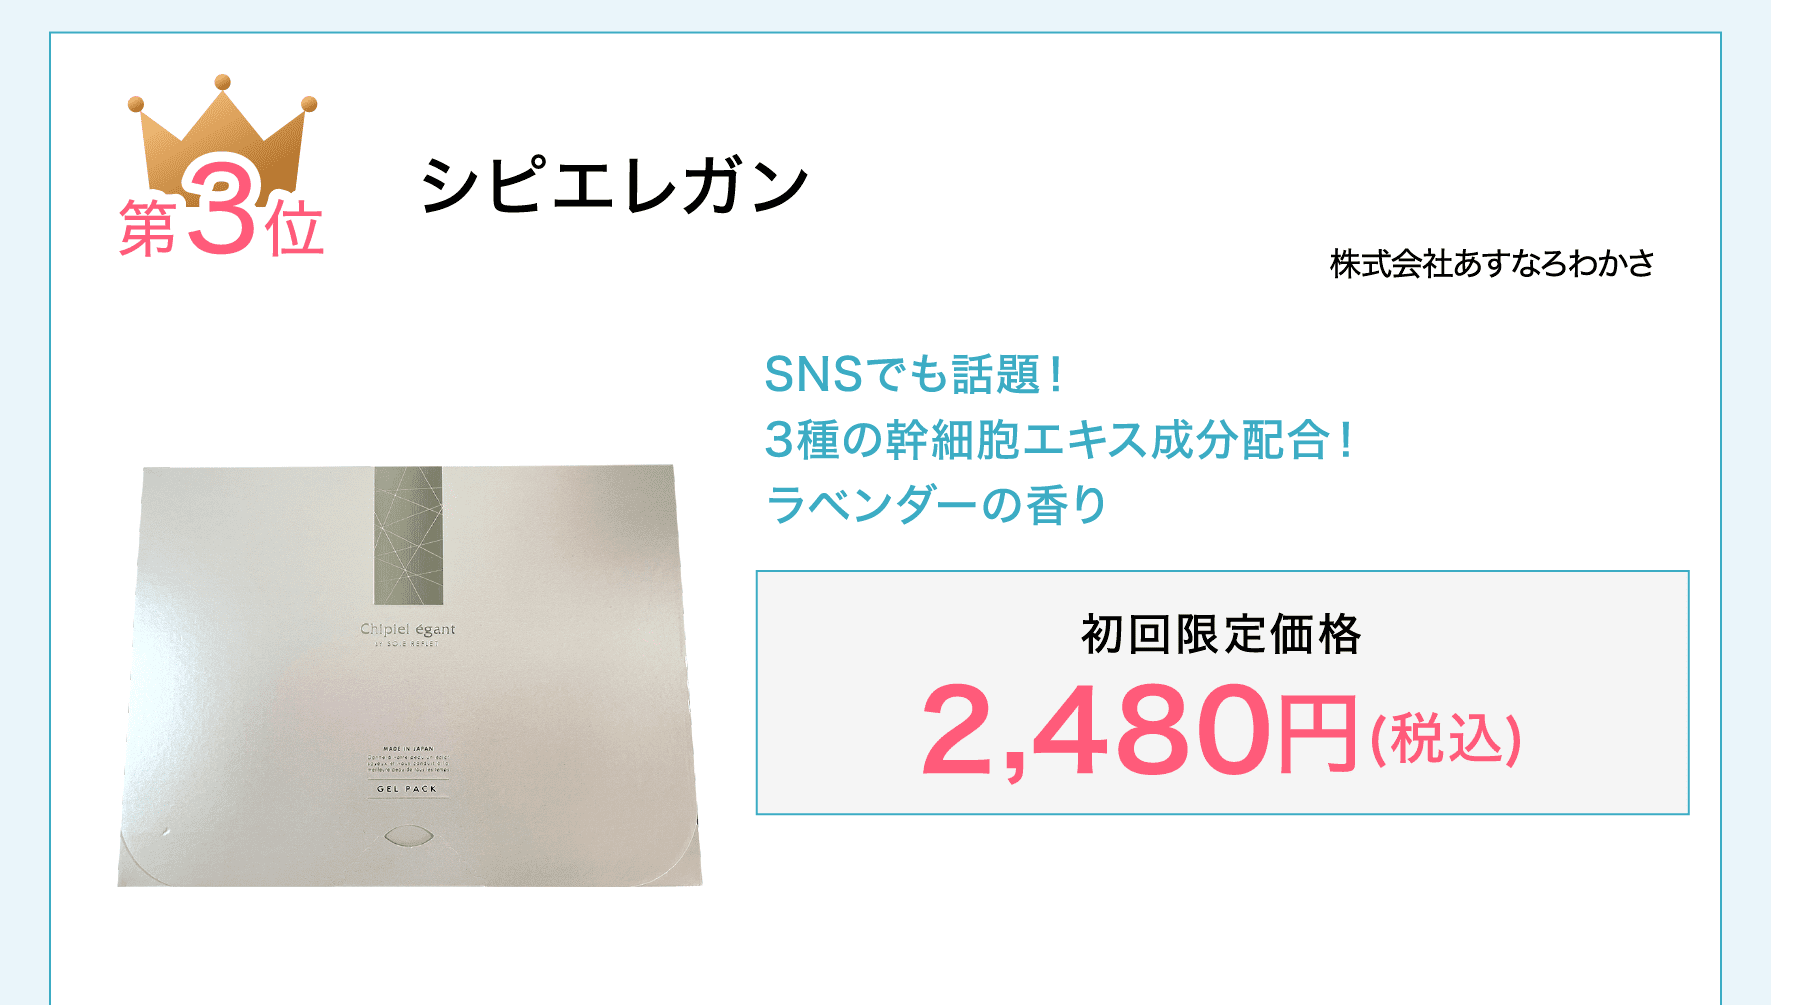 第3位
シピエレガン
株式会社あすなろわかさ
SNSでも話題！
3種の幹細胞エキス成分配合！
ラベンダーの香り
初回限定価格
2,480円(税込)
Chipiel égant
BY SOIE REFLET
MADE IN JAPAN
GEL PACK